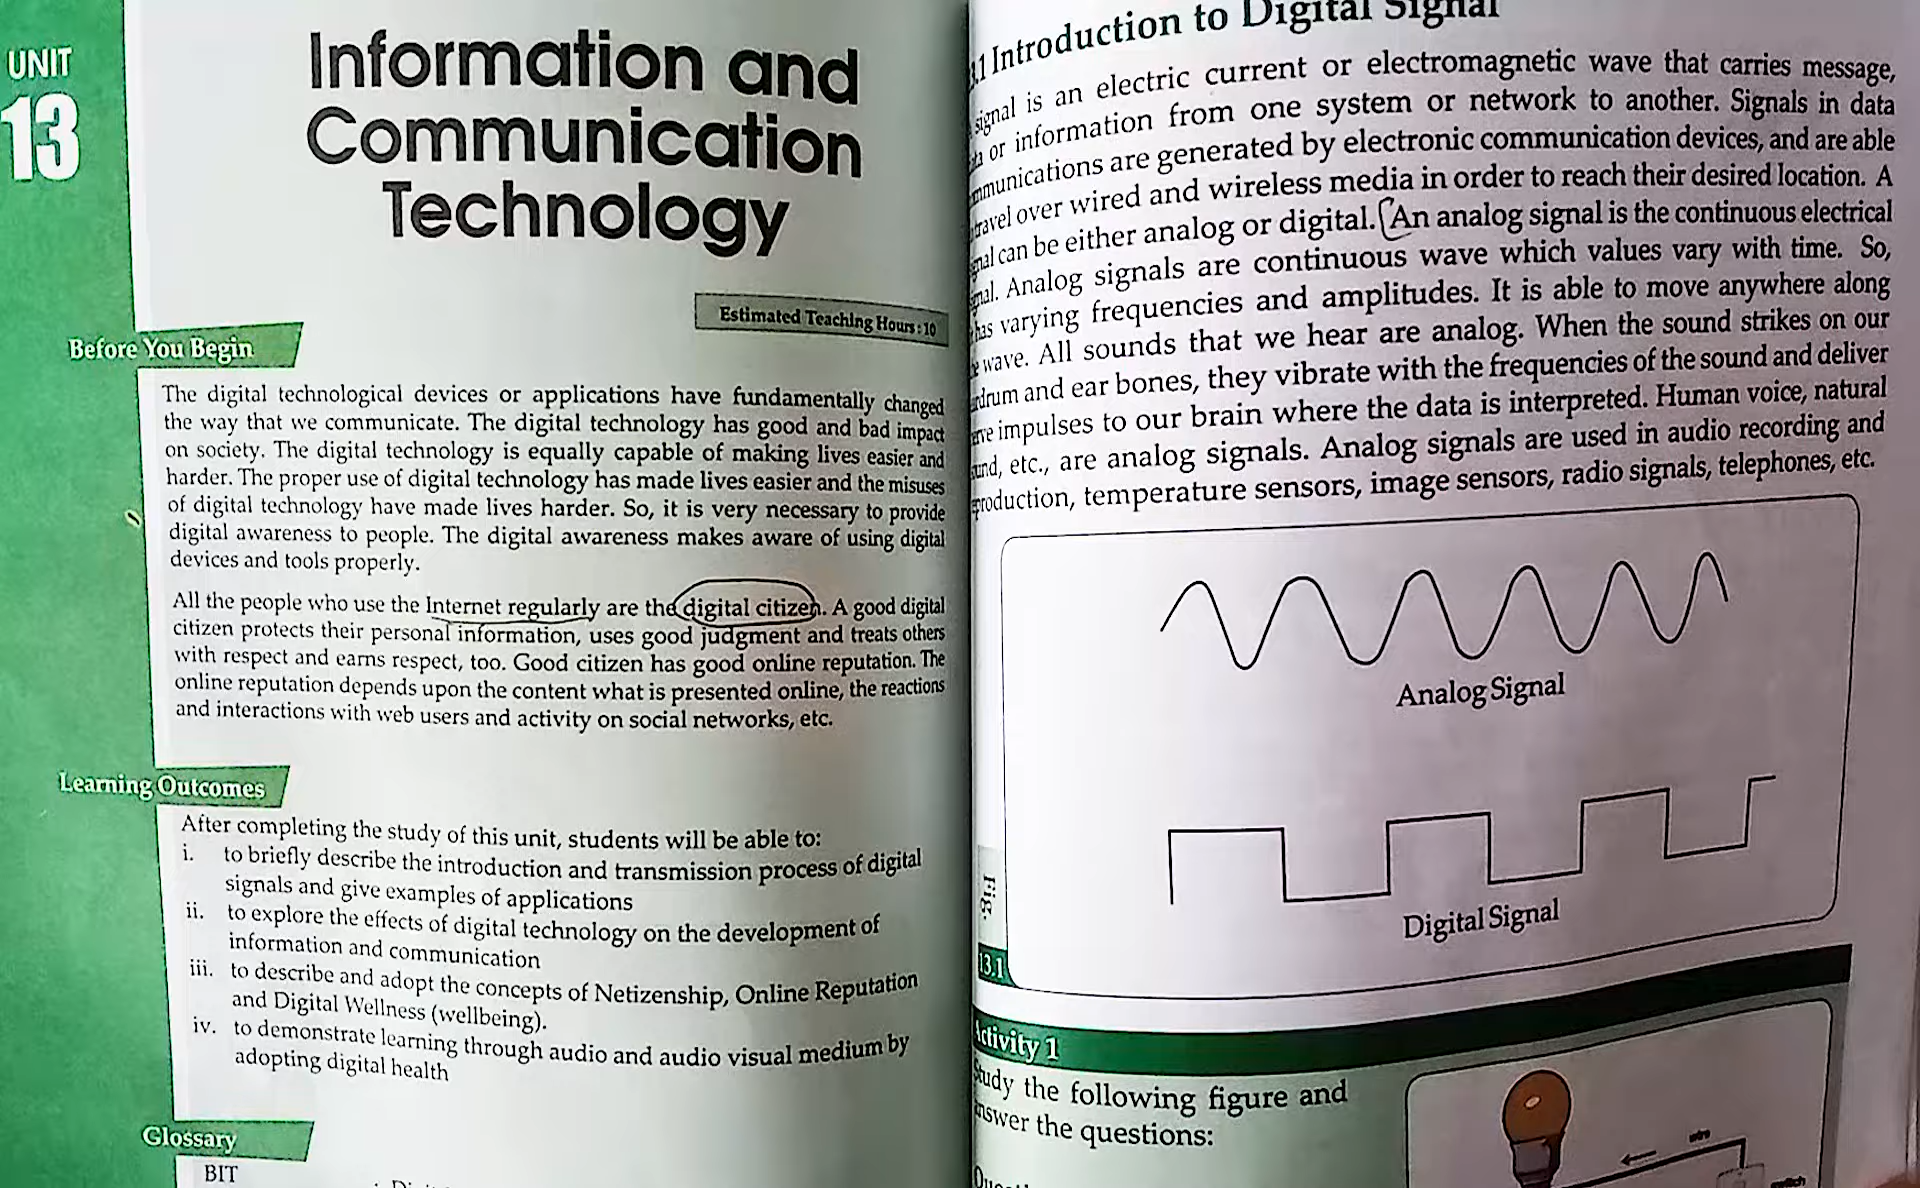 UNIT
13
Information and
Communication
Technology
Estimated Teaching Hours: 10
Before You Begin
The digital technological devices or applications have fundamentally changed
the way that we communicate. The digital technology has good and bad impact
on society. The digital technology is equally capable of making lives easier and
harder. The proper use of digital technology has made lives easier and the misuses
of digital technology have made lives harder. So, it is very necessary to provide
digital awareness to people. The digital awareness makes aware of using digital
devices and tools properly.
All the people who use the Internet regularly are the digital citizen. A good digital
citizen protects their personal information, uses good judgment and treats others
with respect and earns respect, too. Good citizen has good online reputation. The
online reputation depends upon the content what is presented online, the reactions
and interactions with web users and activity on social networks, etc.
Learning Outcomes
After completing the study of this unit, students will be able to:
i. to briefly describe the introduction and transmission process of digital
signals and give examples of applications
ii. to explore the effects of digital technology on the development of
information and communication
iii. to describe and adopt the concepts of Netizenship, Online Reputation
and Digital Wellness (wellbeing).
iv. to demonstrate learning through audio and audio visual medium by
adopting digital health
Glossary
BIT
.1 Introduction to Digital Signal
signal is an electric current or electromagnetic wave that carries message,
or information from one system or network to another. Signals in data
mmunications are generated by electronic communication devices, and are able
travel over wired and wireless media in order to reach their desired location. A
nal can be either analog or digital. An analog signal is the continuous electrical
nal. Analog signals are continuous wave which values vary with time. So,
has varying frequencies and amplitudes. It is able to move anywhere along
wave. All sounds that we hear are analog. When the sound strikes on our
drum and ear bones, they vibrate with the frequencies of the sound and deliver
impulses to our brain where the data is interpreted. Human voice, natural
und, etc., are analog signals. Analog signals are used in audio recording and
production, temperature sensors, image sensors, radio signals, telephones, etc.
Analog Signal
Digital Signal
Fig.
13.1
Activity 1
Study the following figure and
answer the questions:
wire
switch